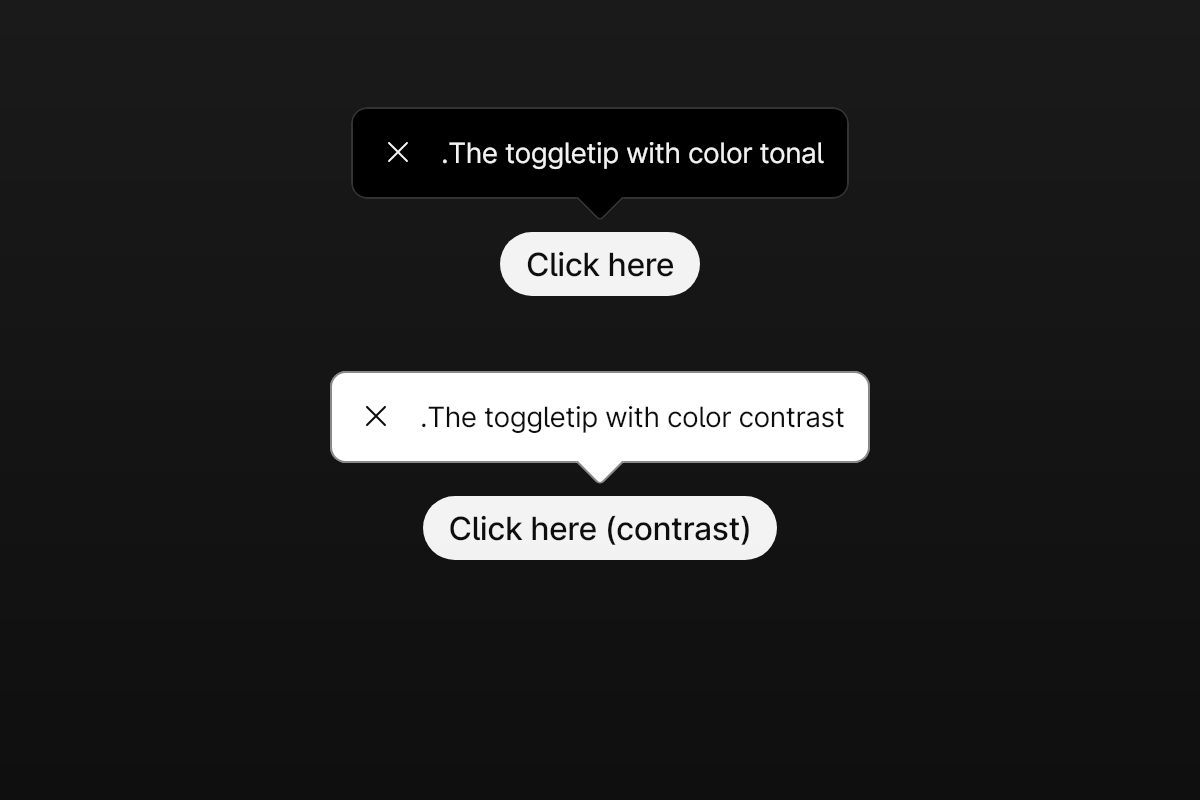 .The toggletip with color tonal
Click here
.The toggletip with color contrast
Click here (contrast)